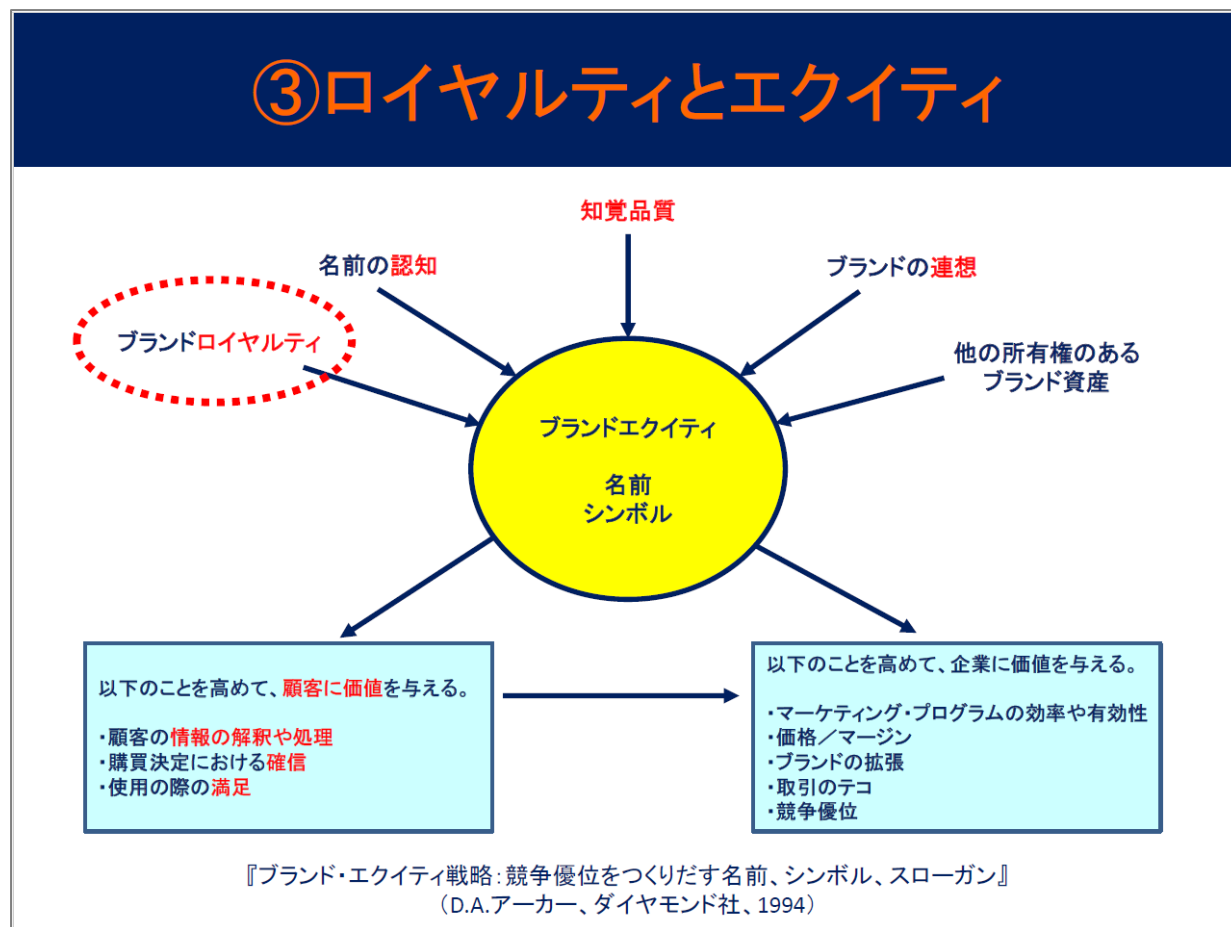 ③ロイヤルティとエクイティ
知覚品質
名前の認知
ブランドの連想
ブランドロイヤルティ
他の所有権のある
ブランド資産
ブランドエクイティ
名前
シンボル
以下のことを高めて、顧客に価値を与える。
・顧客の情報の解釈や処理
・購買決定における確信
・使用の際の満足
以下のことを高めて、企業に価値を与える。
・マーケティング・プログラムの効率や有効性
・価格／マージン
・ブランドの拡張
・取引のテコ
・競争優位
『ブランド・エクイティ戦略：競争優位をつくりだす名前、シンボル、スローガン』
（D.A.アーカー、ダイヤモンド社、1994）